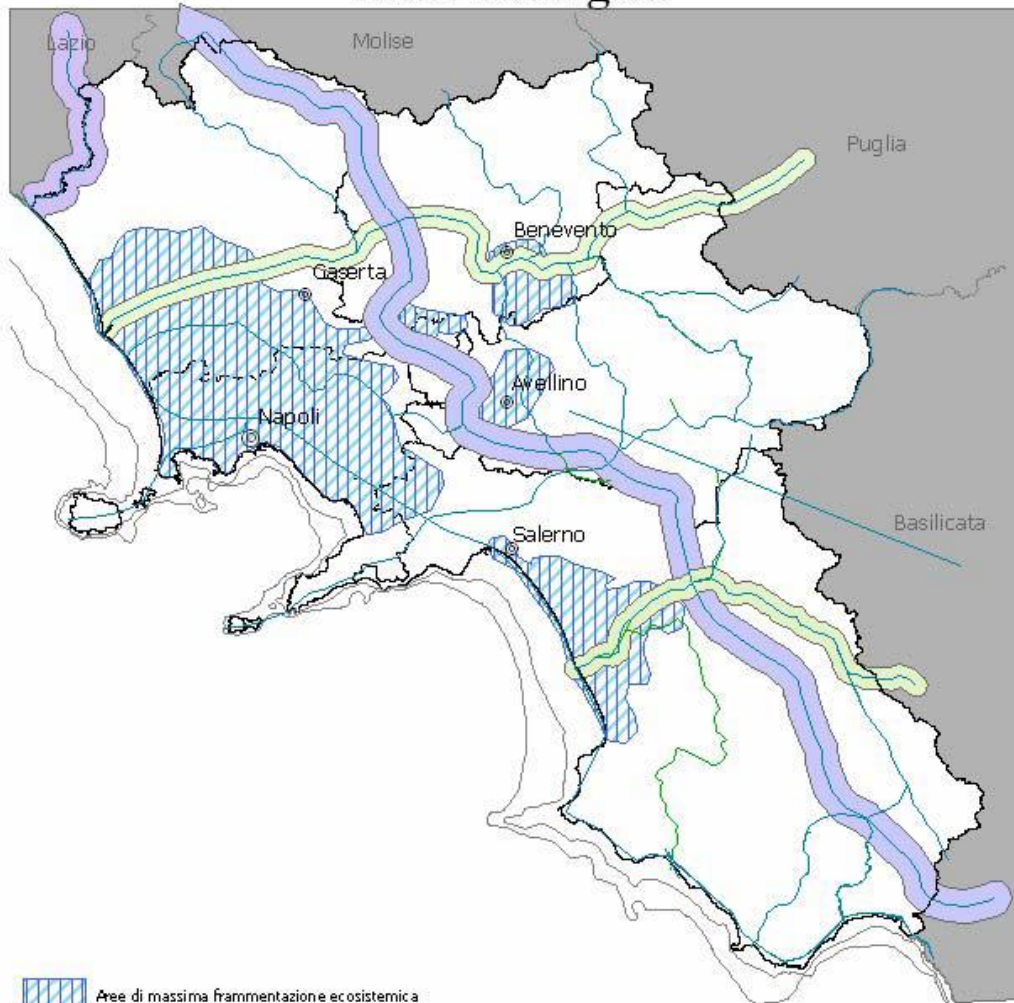 Lazio
Molise
Puglia
Benevento
Caserta
Avellino
Napoli
Basilicata
Salerno
Aree di massima frammentazione ecosistemica